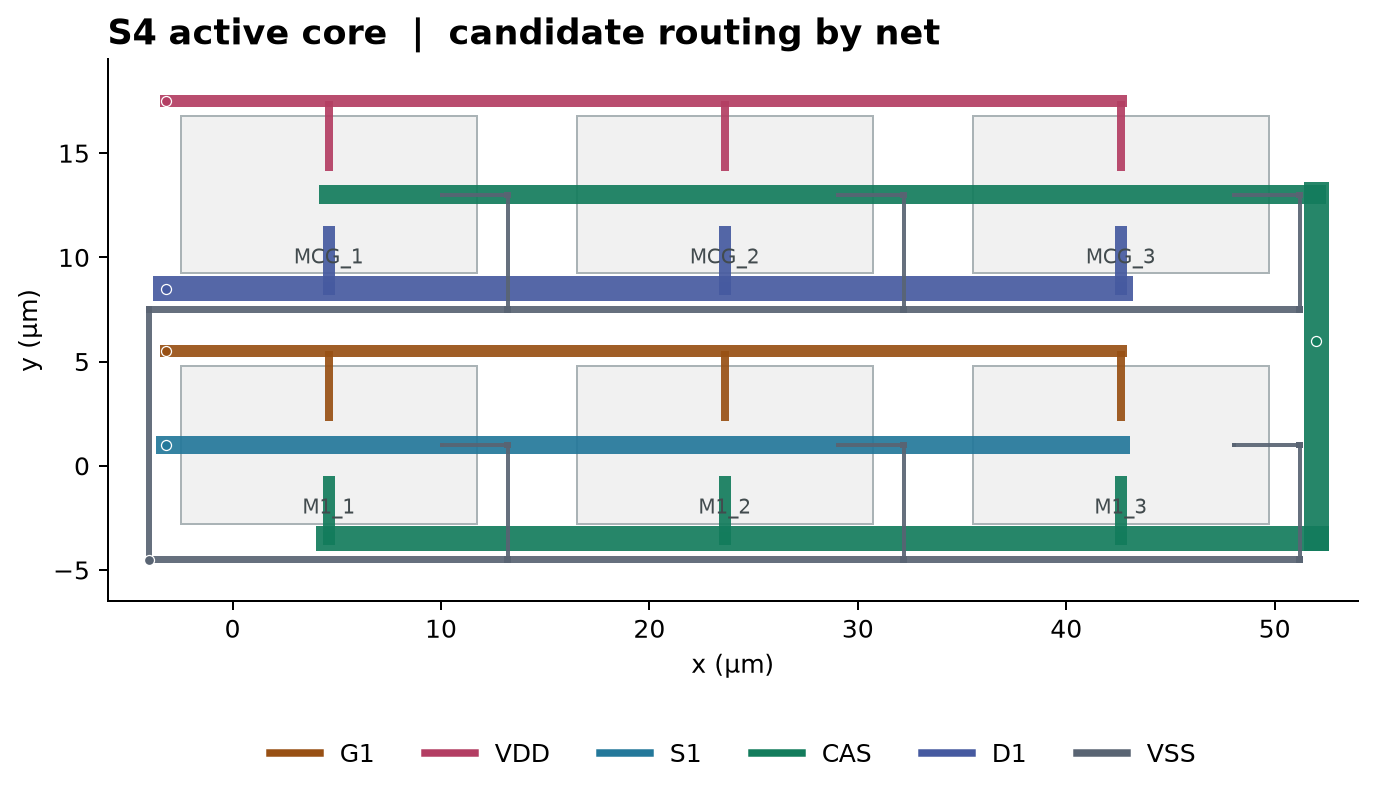 S4 active core  |  candidate routing by net
y (μm)
15
10
5
0
−5
MCG_1 MCG_2 MCG_3
M1_1 M1_2 M1_3
0 10 20 30 40 50
x (μm)
G1 VDD S1 CAS D1 VSS